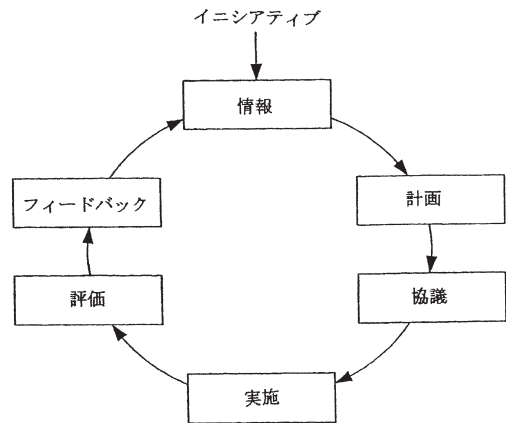 イニシアティブ
情報
計画
協議
実施
評価
フィードバック